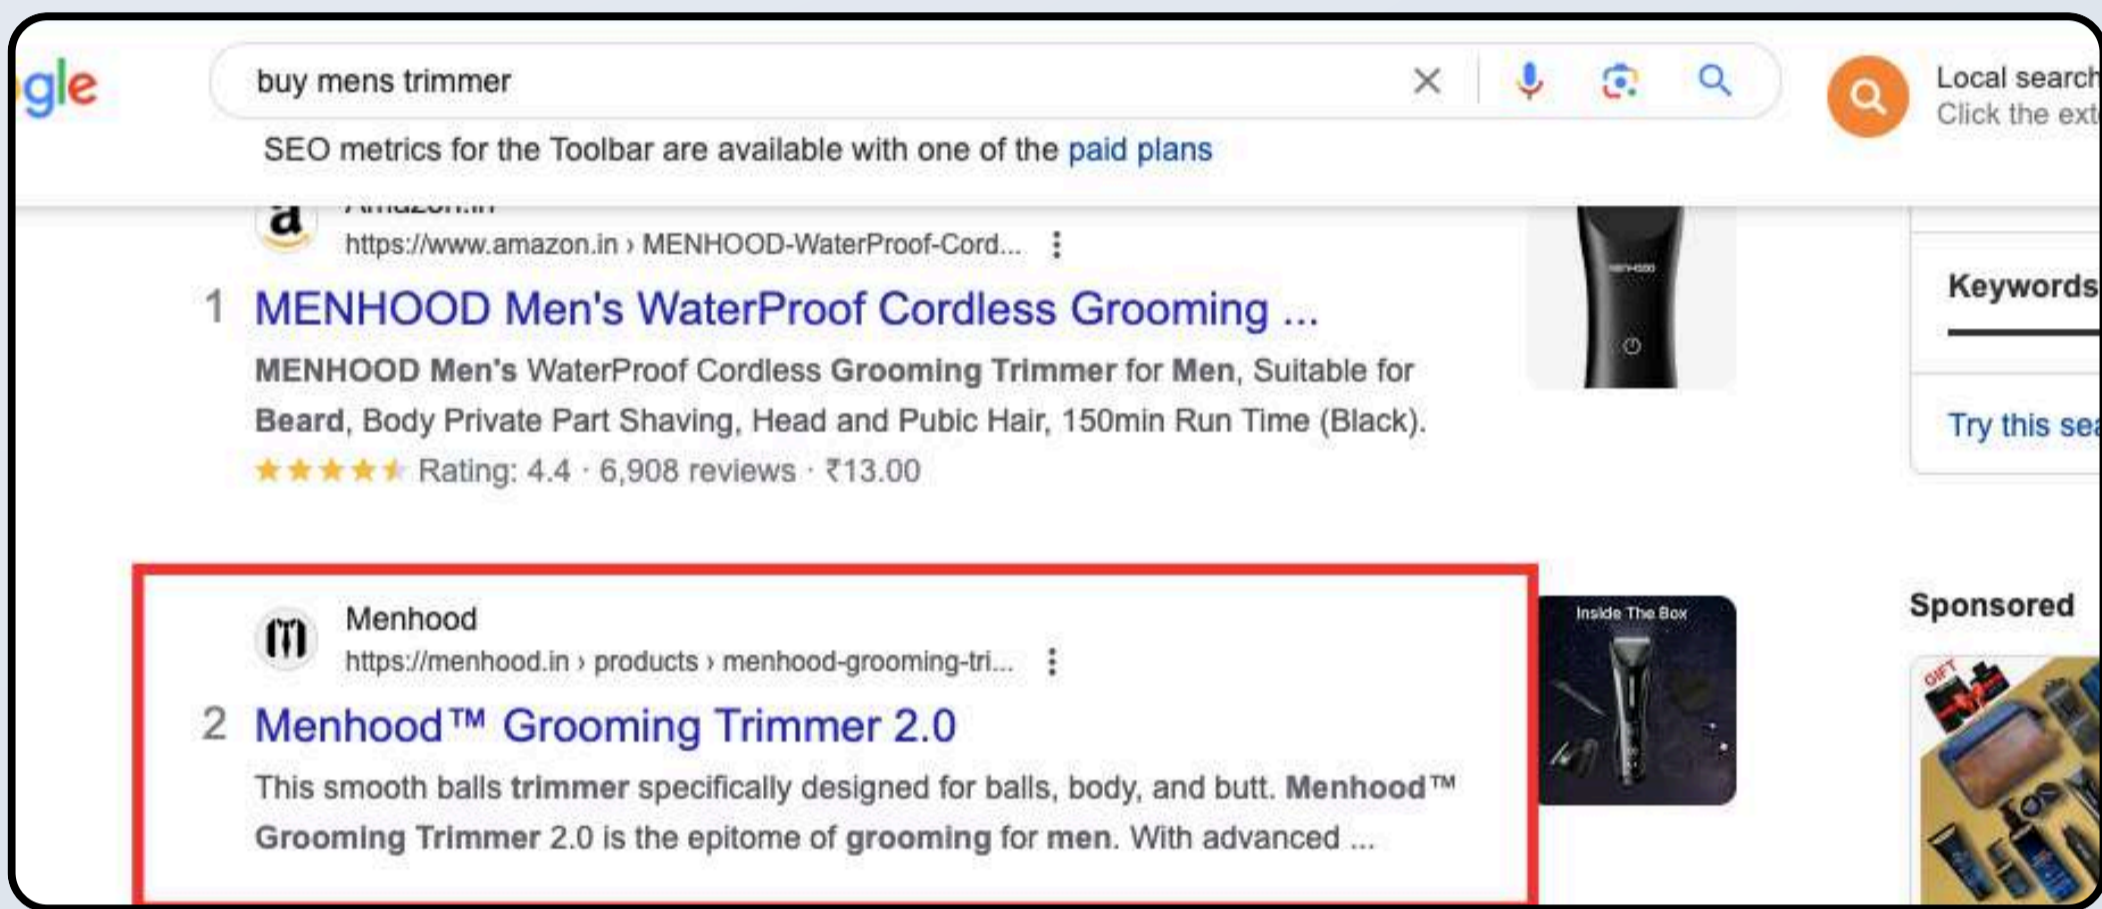 gle
buy mens trimmer
Local search
Click the ext
SEO metrics for the Toolbar are available with one of the paid plans
a
Amazon.in
https://www.amazon.in › MENHOOD-WaterProof-Cord...
1 MENHOOD Men's WaterProof Cordless Grooming ...
MENHOOD Men's WaterProof Cordless Grooming Trimmer for Men, Suitable for
Beard, Body Private Part Shaving, Head and Pubic Hair, 150min Run Time (Black).
Rating: 4.4 · 6,908 reviews · ₹13.00
MENHOOD
Keywords
Try this sea
Menhood
https://menhood.in › products › menhood-grooming-tri...
2 Menhood™ Grooming Trimmer 2.0
This smooth balls trimmer specifically designed for balls, body, and butt. Menhood™
Grooming Trimmer 2.0 is the epitome of grooming for men. With advanced ...
Inside The Box
Sponsored
GIFT